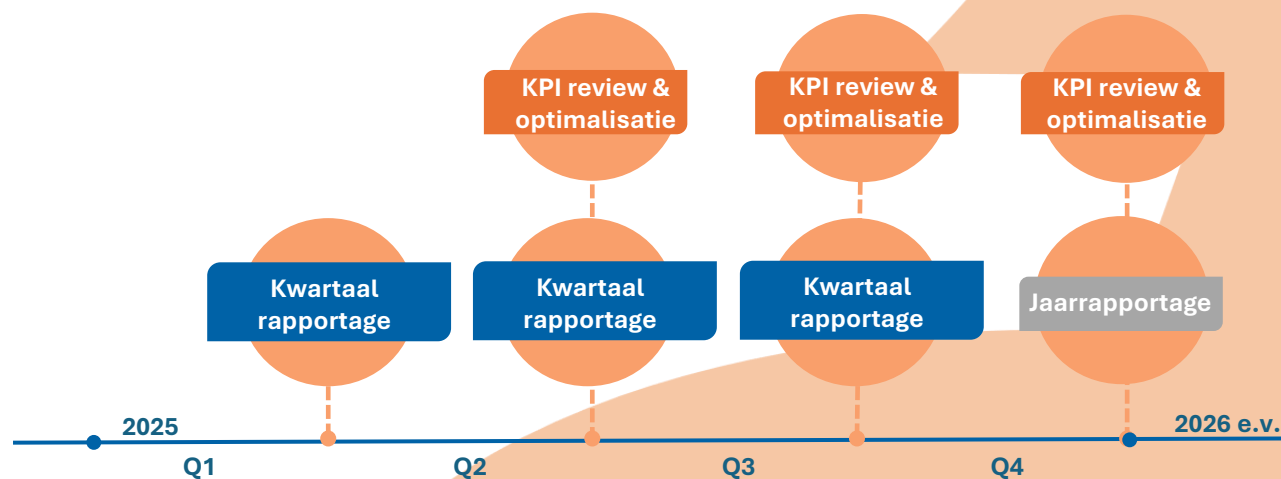 KPI review &
optimalisatie
KPI review &
optimalisatie
KPI review &
optimalisatie
Kwartaal
rapportage
Kwartaal
rapportage
Kwartaal
rapportage
Jaarrapportage
2025
2026 e.v.
Q1
Q2
Q3
Q4